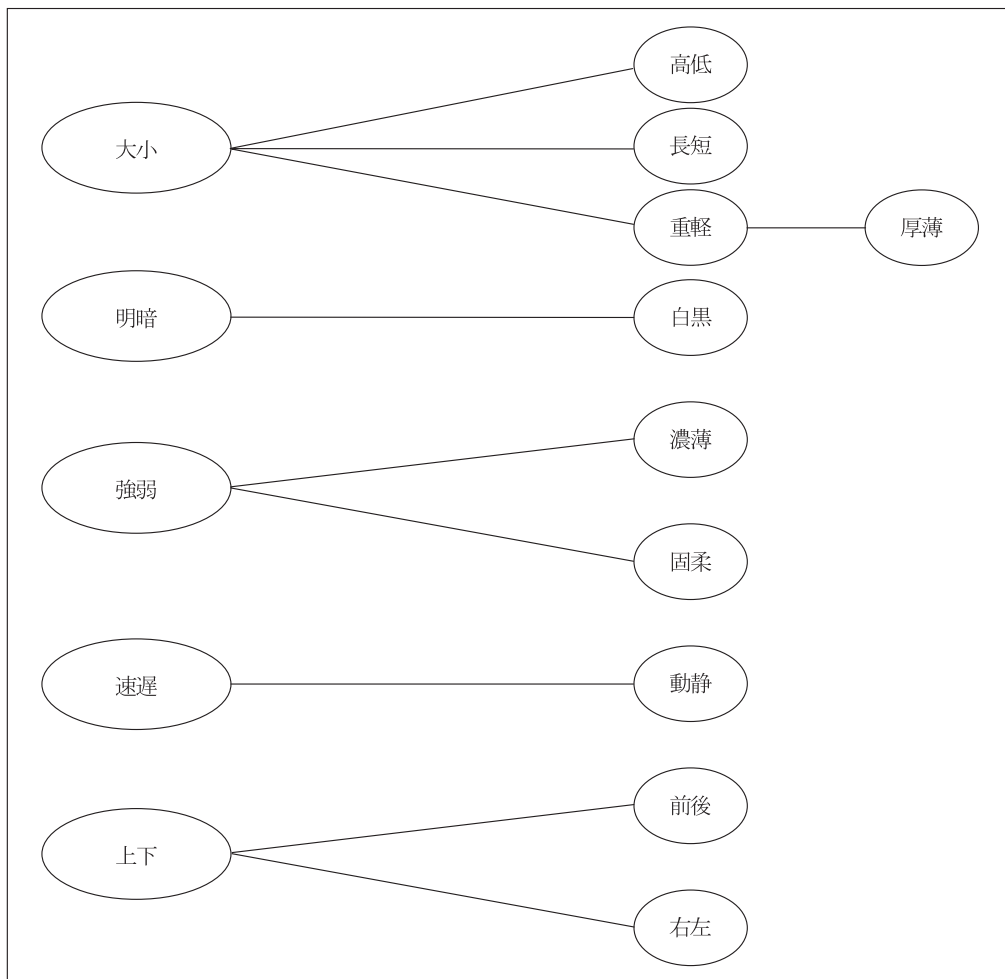 高低
大小
長短
重軽
厚薄
明暗
白黒
濃薄
強弱
固柔
速遅
動静
前後
上下
右左